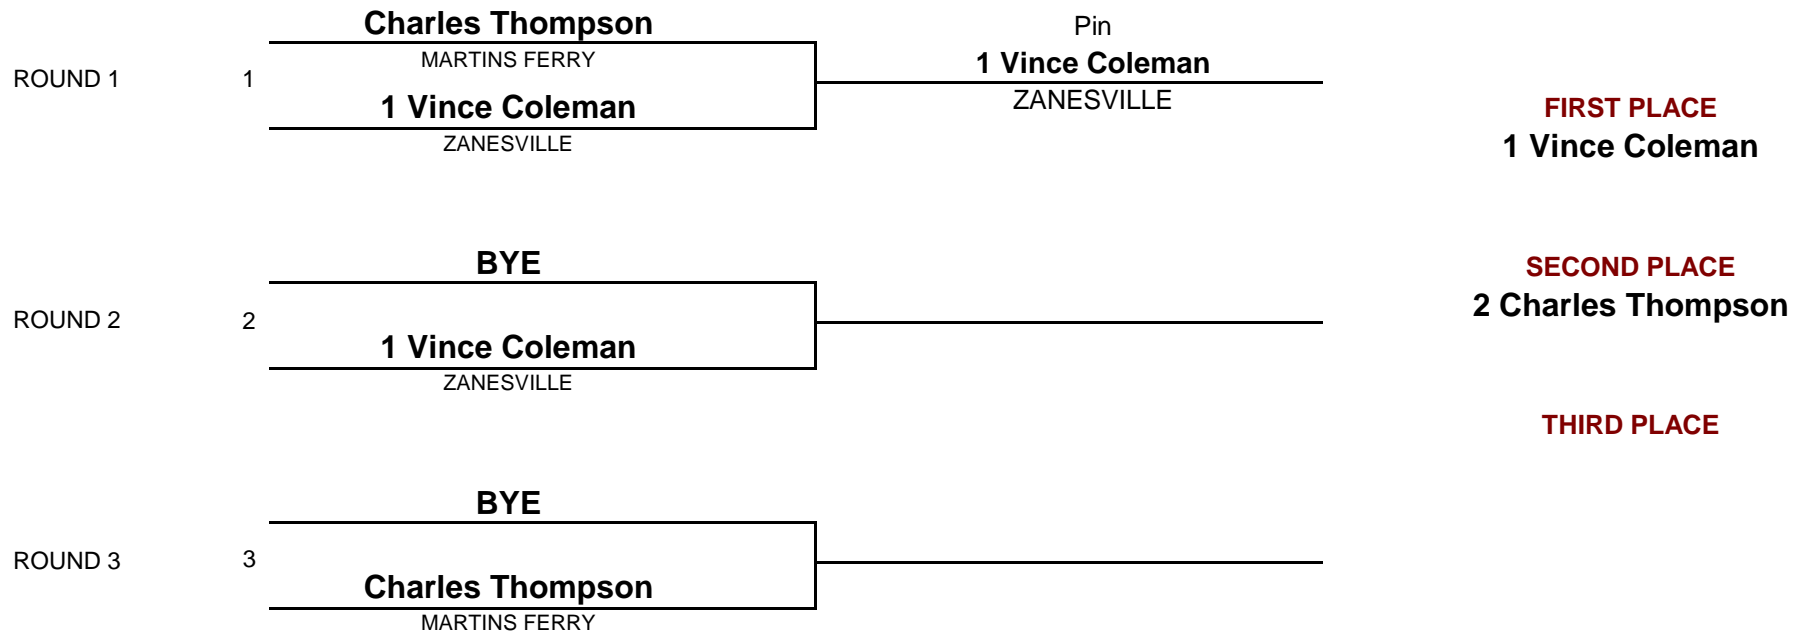 Charles Thompson
MARTINS FERRY
ROUND 1
1
1 Vince Coleman
ZANESVILLE
Pin
1 Vince Coleman
ZANESVILLE
FIRST PLACE
1 Vince Coleman
BYE
ROUND 2
2
1 Vince Coleman
ZANESVILLE
SECOND PLACE
2 Charles Thompson
THIRD PLACE
BYE
ROUND 3
3
Charles Thompson
MARTINS FERRY